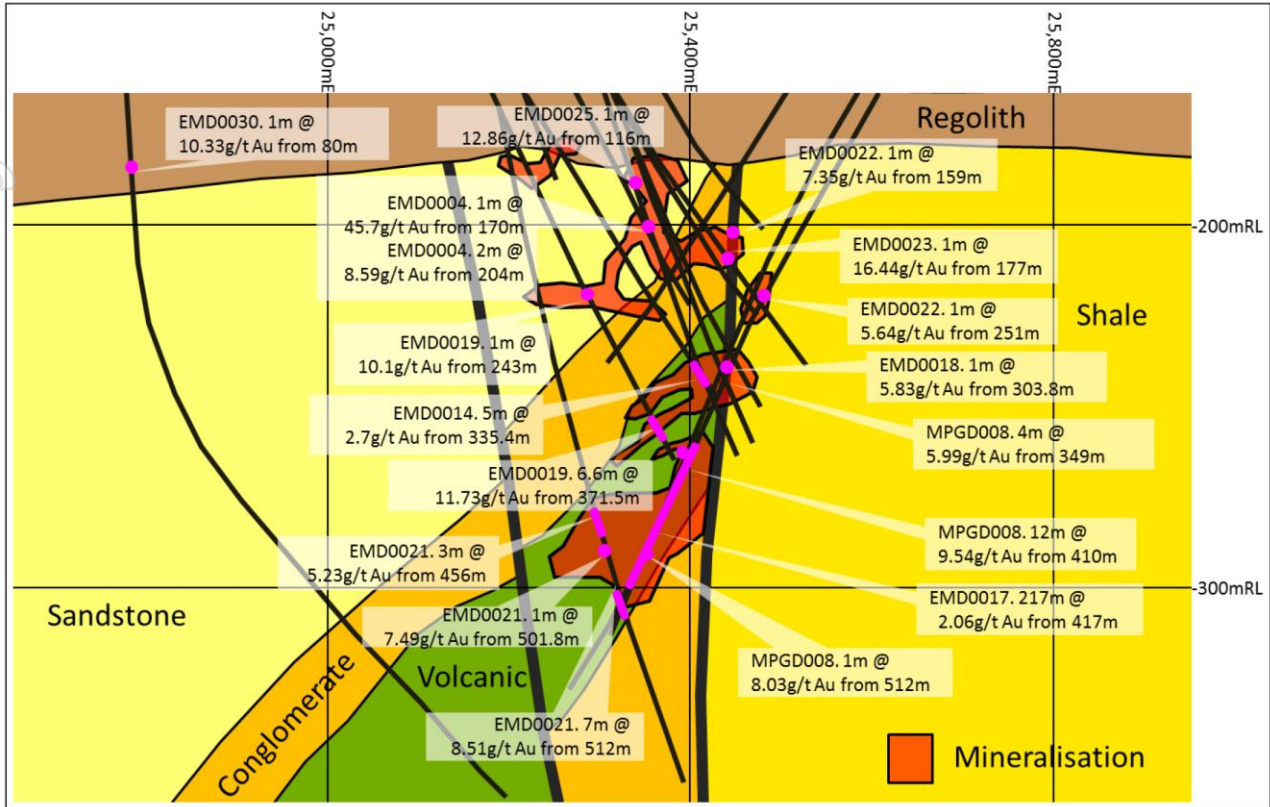 25,000mE
25,400mE
25,800mE
EMD0030. 1m @
10.33g/t Au from 80m
EMD0025. 1m @
12.86g/t Au from 116m
Regolith
EMD0022. 1m @
7.35g/t Au from 159m
EMD0004. 1m @
45.7g/t Au from 170m
EMD0004. 2m @
8.59g/t Au from 204m
-200mRL
EMD0023. 1m @
16.44g/t Au from 177m
EMD0022. 1m @
5.64g/t Au from 251m
Shale
EMD0019. 1m @
10.1g/t Au from 243m
EMD0018. 1m @
5.83g/t Au from 303.8m
EMD0014. 5m @
2.7g/t Au from 335.4m
MPGD008. 4m @
5.99g/t Au from 349m
EMD0019. 6.6m @
11.73g/t Au from 371.5m
MPGD008. 12m @
9.54g/t Au from 410m
EMD0021. 3m @
5.23g/t Au from 456m
-300mRL
EMD0017. 217m @
2.06g/t Au from 417m
Sandstone
EMD0021. 1m @
7.49g/t Au from 501.8m
MPGD008. 1m @
8.03g/t Au from 512m
Volcanic
Conglomerate
EMD0021. 7m @
8.51g/t Au from 512m
Mineralisation